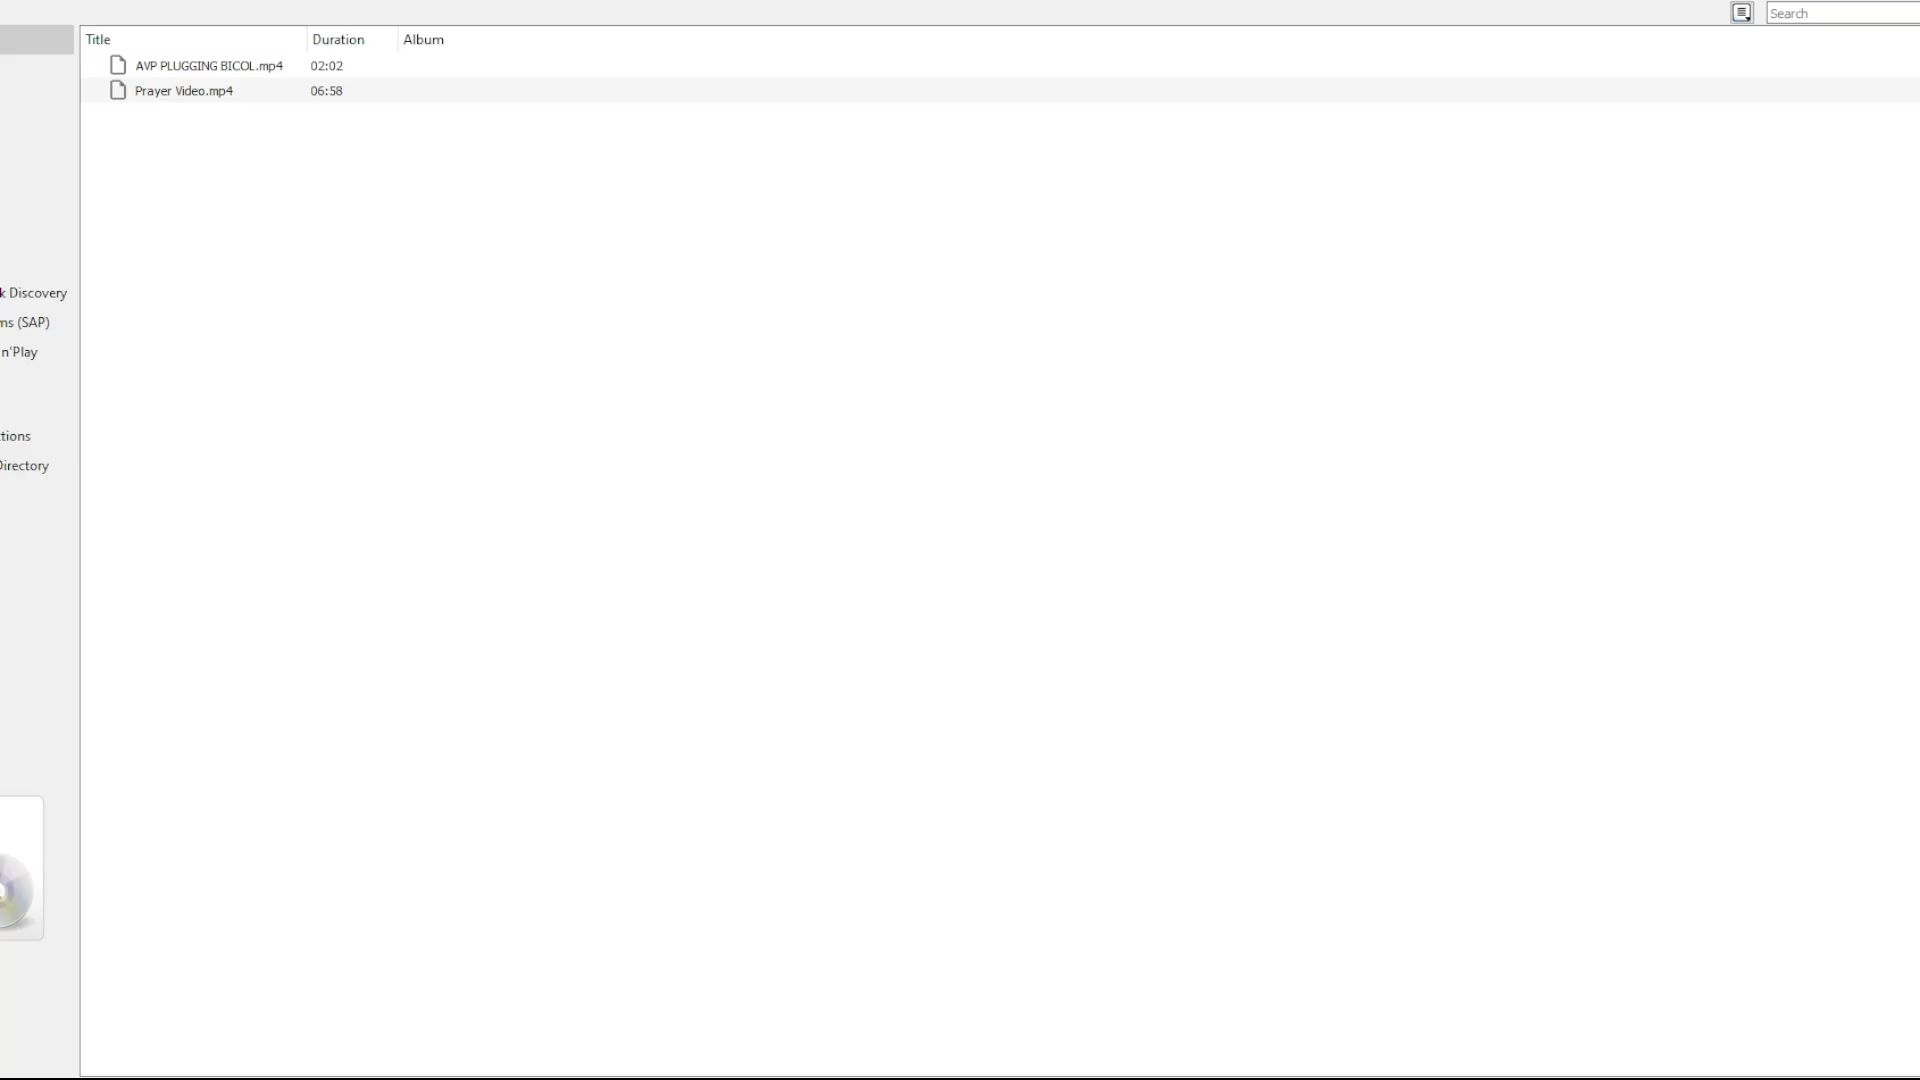 Search
Title Duration Album
AVP PLUGGING BICOL.mp4 02:02
Prayer Video.mp4 06:58
k Discovery
ms (SAP)
n'Play
tions
Directory